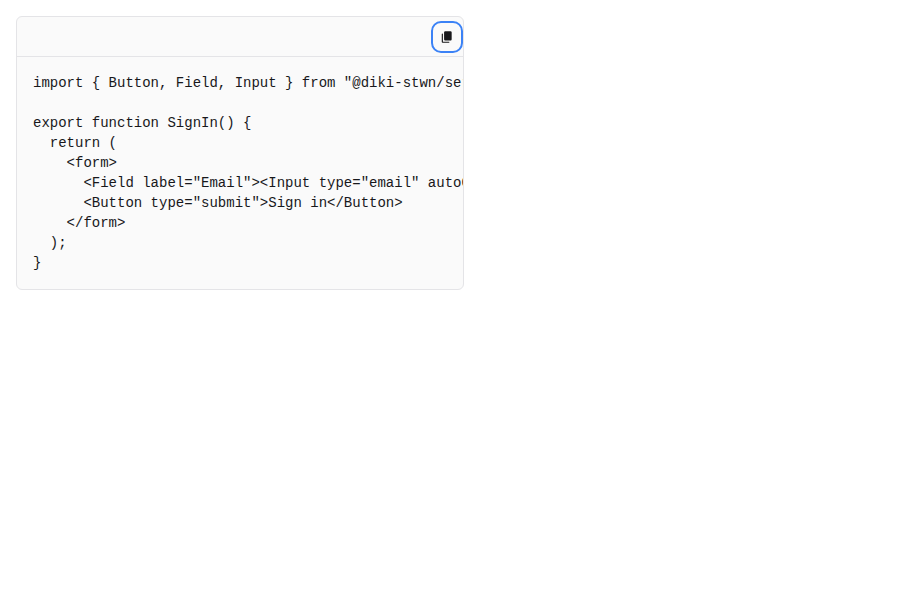 import { Button, Field, Input } from "@diki-stwn/se

export function SignIn() {
  return (
    <form>
      <Field label="Email"><Input type="email" auto
      <Button type="submit">Sign in</Button>
    </form>
  );
}